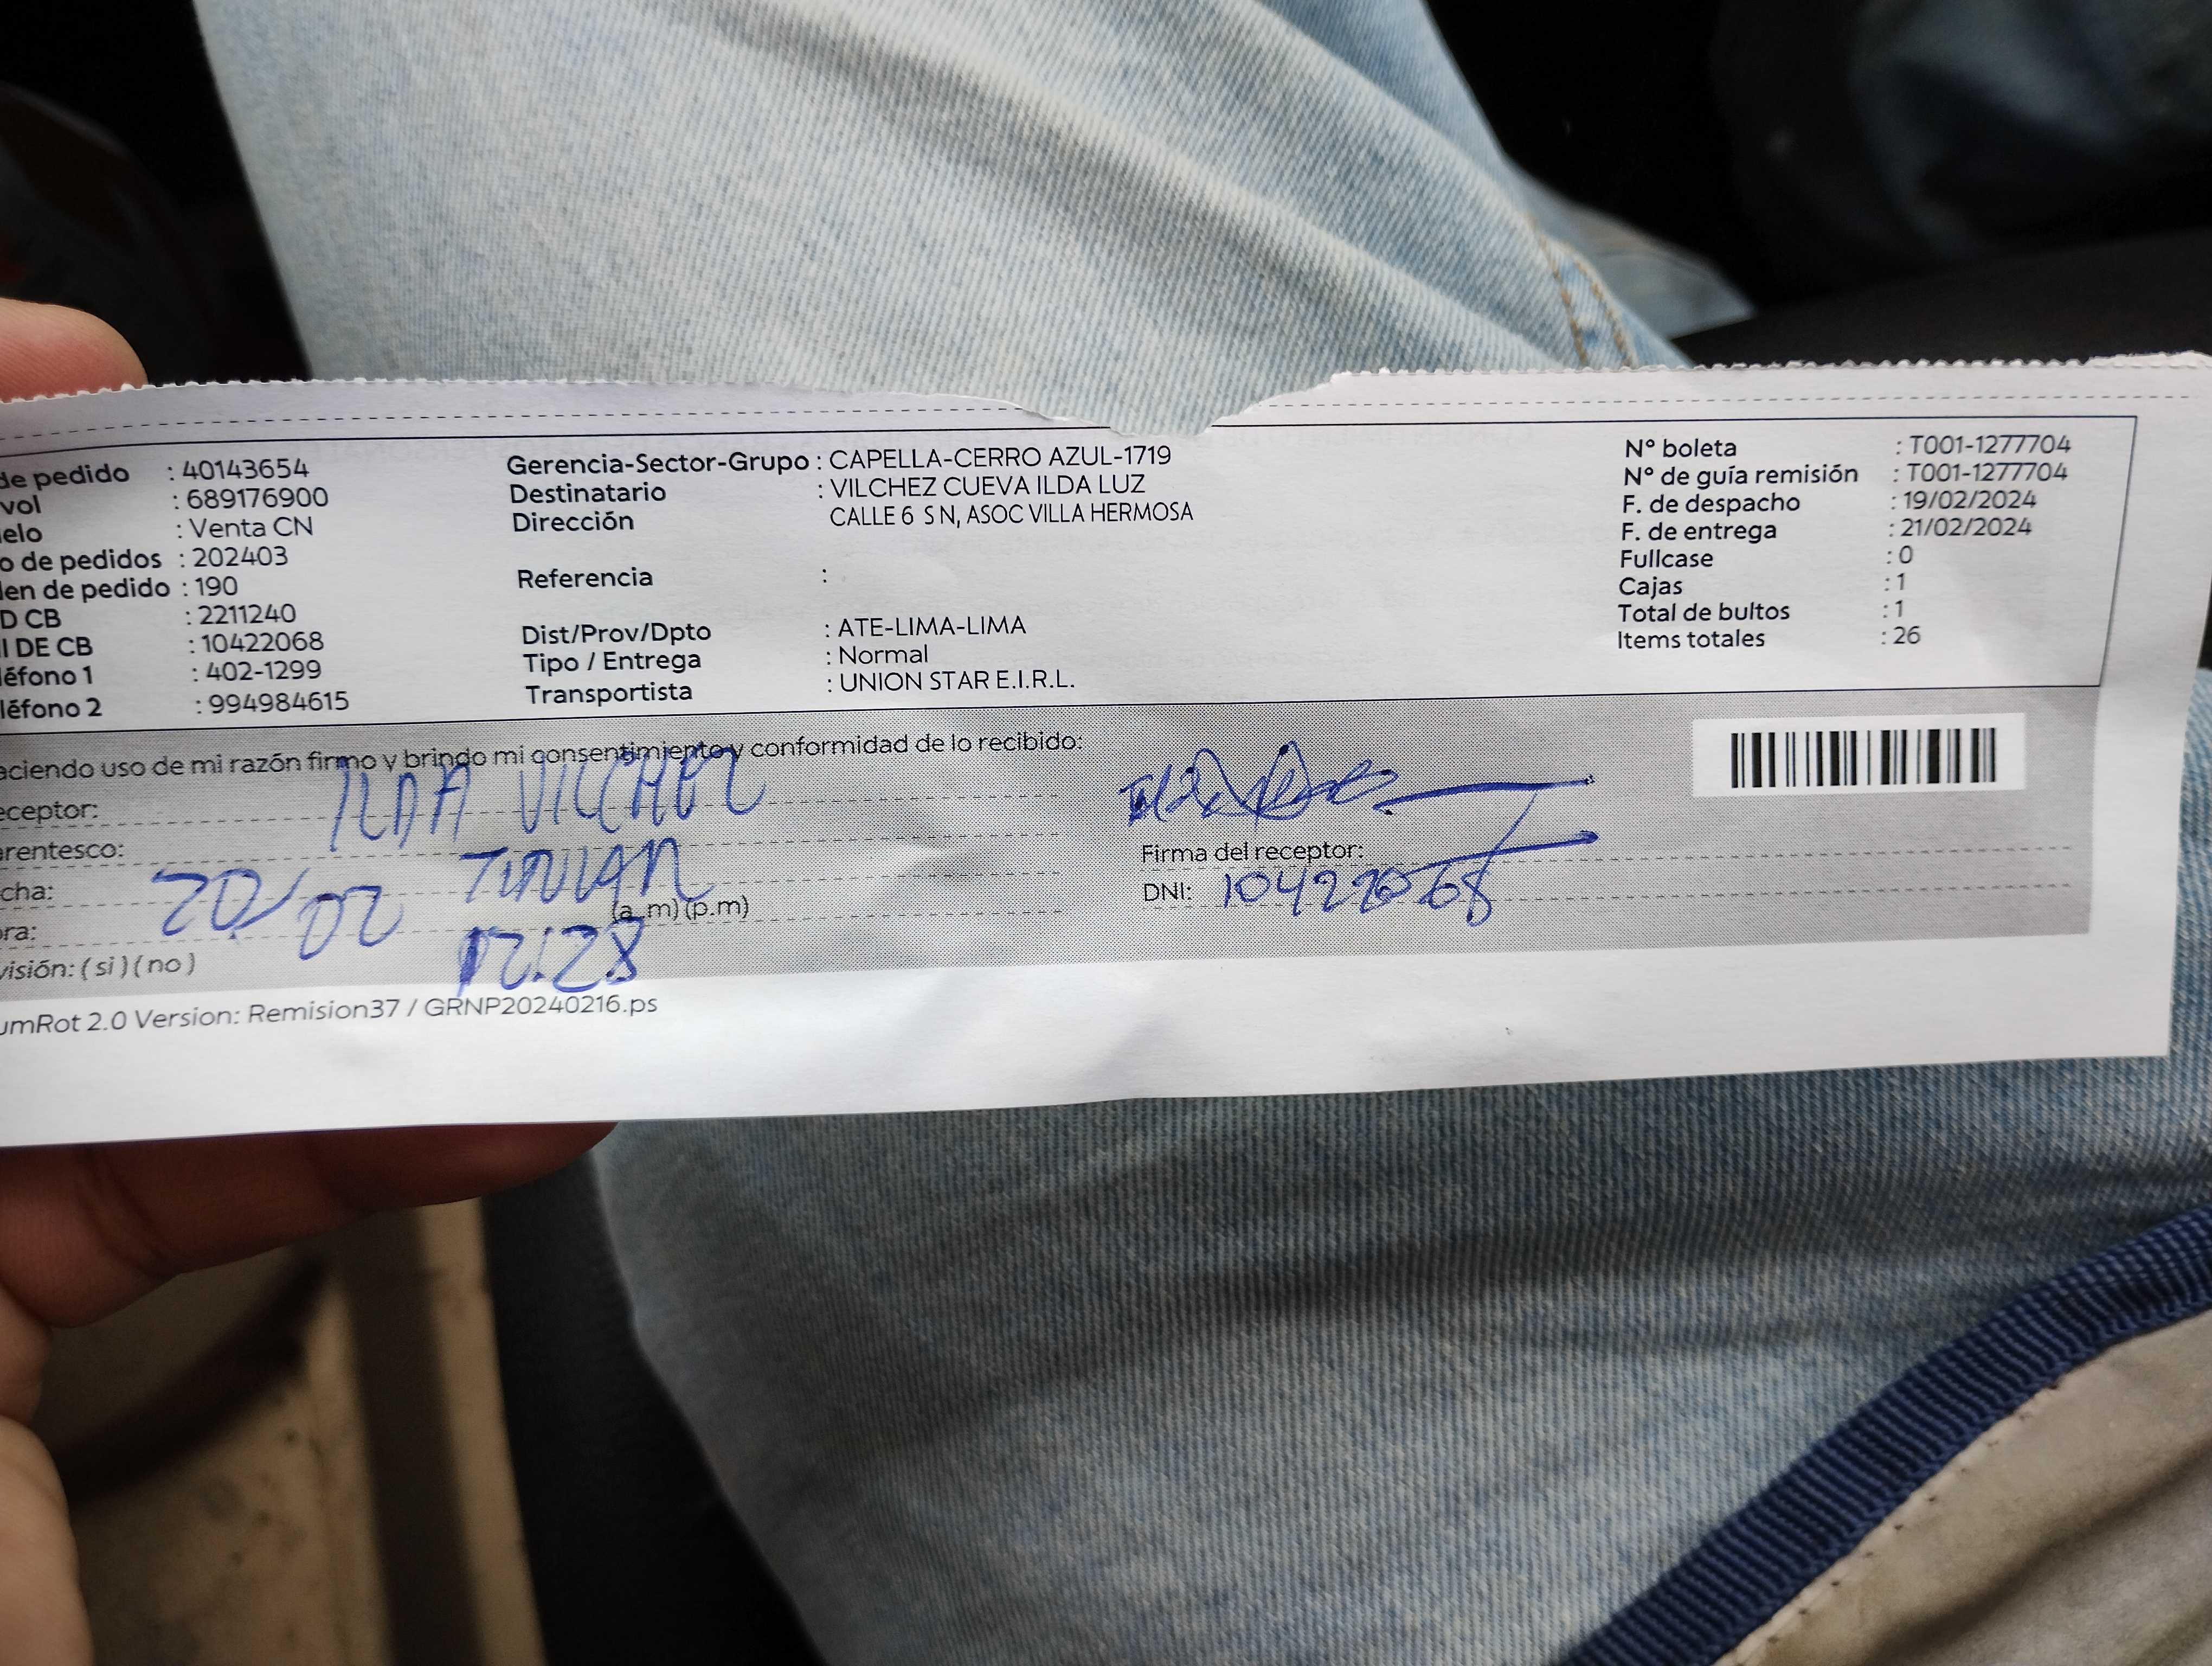 de pedido : 40143654
vol : 689176900
elo : Venta CN
o de pedidos : 202403
len de pedido : 190
D CB : 2211240
I DE CB : 10422068
léfono 1 : 402-1299
léfono 2 : 994984615
Gerencia-Sector-Grupo : CAPELLA-CERRO AZUL-1719
Destinatario : VILCHEZ CUEVA ILDA LUZ
Dirección CALLE 6 S N, ASOC VILLA HERMOSA
Referencia :
Dist/Prov/Dpto : ATE-LIMA-LIMA
Tipo / Entrega : Normal
Transportista : UNION STAR E.I.R.L.
N° boleta : T001-1277704
N° de guía remisión : T001-1277704
F. de despacho : 19/02/2024
F. de entrega : 21/02/2024
Fullcase : 0
Cajas : 1
Total de bultos : 1
Items totales : 26
aciendo uso de mi razón firmo y brindo mi consentimiento y conformidad de lo recibido:
eceptor: ILDA VILCHEZ
arentesco:
cha: 20/02
ora: (a.m)(p.m) 12:28
visión: ( si ) ( no )
Firma del receptor:
DNI: 10422068
umRot 2.0 Version: Remision37 / GRNP20240216.ps